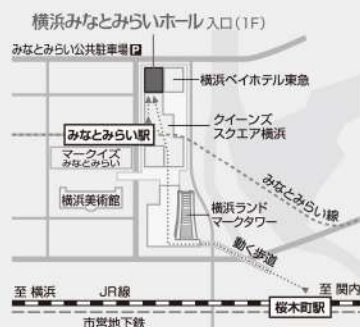 横浜みなとみらいホール 入口(1F)
みなとみらい公共駐車場 P
横浜ベイホテル東急
クイーンズ
スクエア横浜
みなとみらい駅
マークイズ
みなとみらい
みなとみらい線
横浜美術館
横浜ランド
マークタワー
動く歩道
至 横浜
JR線
至 関内
桜木町駅
市営地下鉄